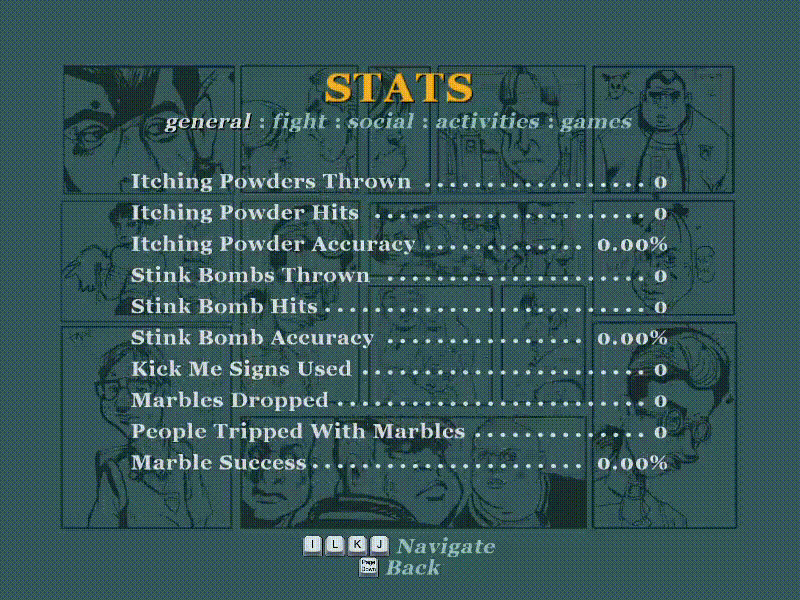 STATS
general : fight : social : activities : games
Itching Powders Thrown .................. 0
Itching Powder Hits ...................... 0
Itching Powder Accuracy ............. 0.00%
Stink Bombs Thrown ..................... 0
Stink Bomb Hits .......................... 0
Stink Bomb Accuracy ................ 0.00%
Kick Me Signs Used ....................... 0
Marbles Dropped ......................... 0
People Tripped With Marbles .............. 0
Marble Success ...................... 0.00%
I L K J Navigate
Page Down Back